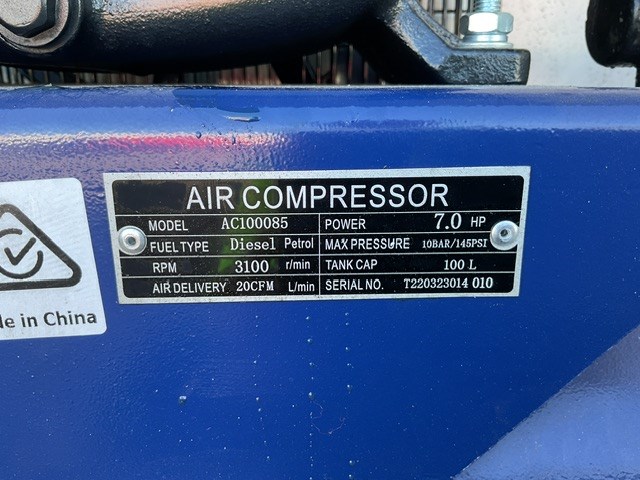 AIR COMPRESSOR
MODEL AC100085 POWER 7.0 HP
FUEL TYPE Diesel Petrol MAX PRESSURE 10BAR/145PSI
RPM 3100 r/min TANK CAP 100 L
AIR DELIVERY 20CFM L/min SERIAL NO. T220323014 010
in China